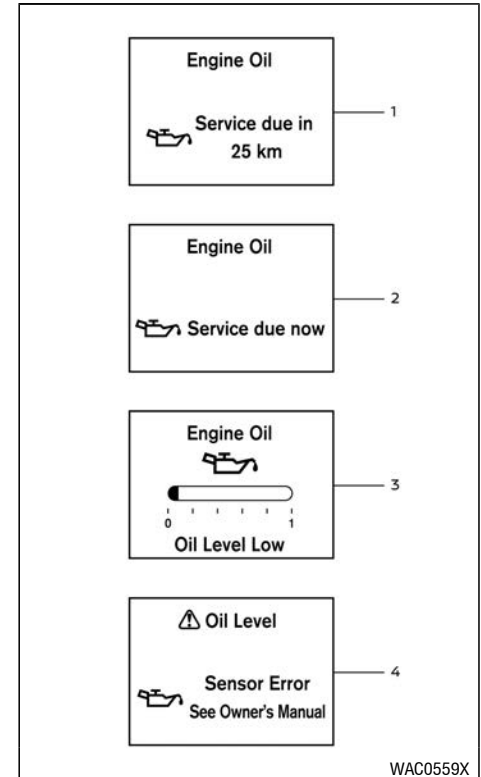 Engine Oil
Service due in
25 km
1
Engine Oil
Service due now
2
Engine Oil
0 1
Oil Level Low
3
Oil Level
Sensor Error
See Owner's Manual
4
WAC0559X